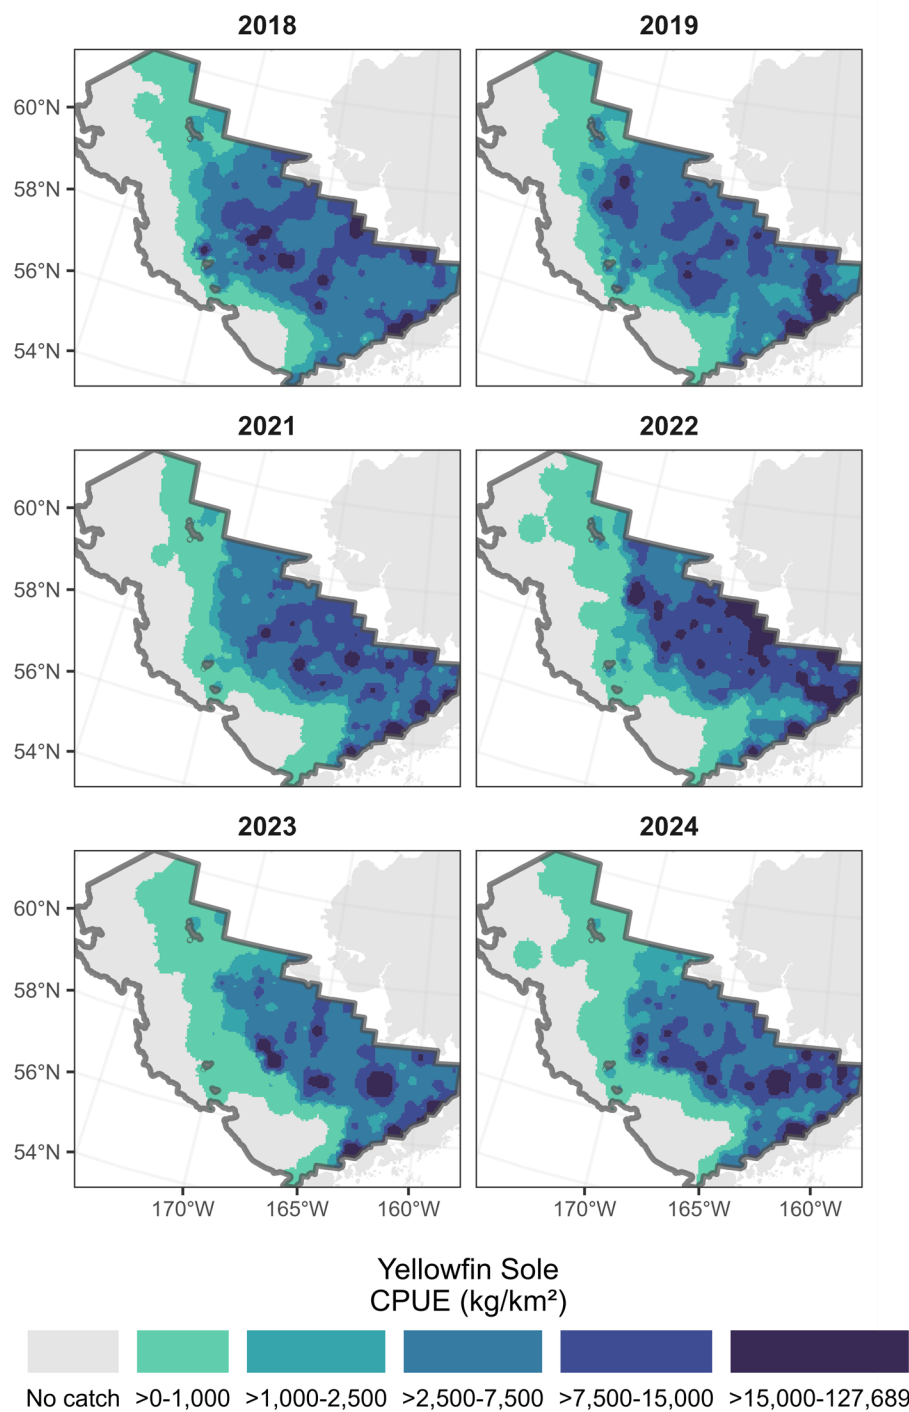 2018 2019
60°N
58°N
56°N
54°N
2021 2022
60°N
58°N
56°N
54°N
2023 2024
60°N
58°N
56°N
54°N
170°W 165°W 160°W 170°W 165°W 160°W
Yellowfin Sole
CPUE (kg/km²)
No catch >0-1,000 >1,000-2,500 >2,500-7,500 >7,500-15,000 >15,000-127,689